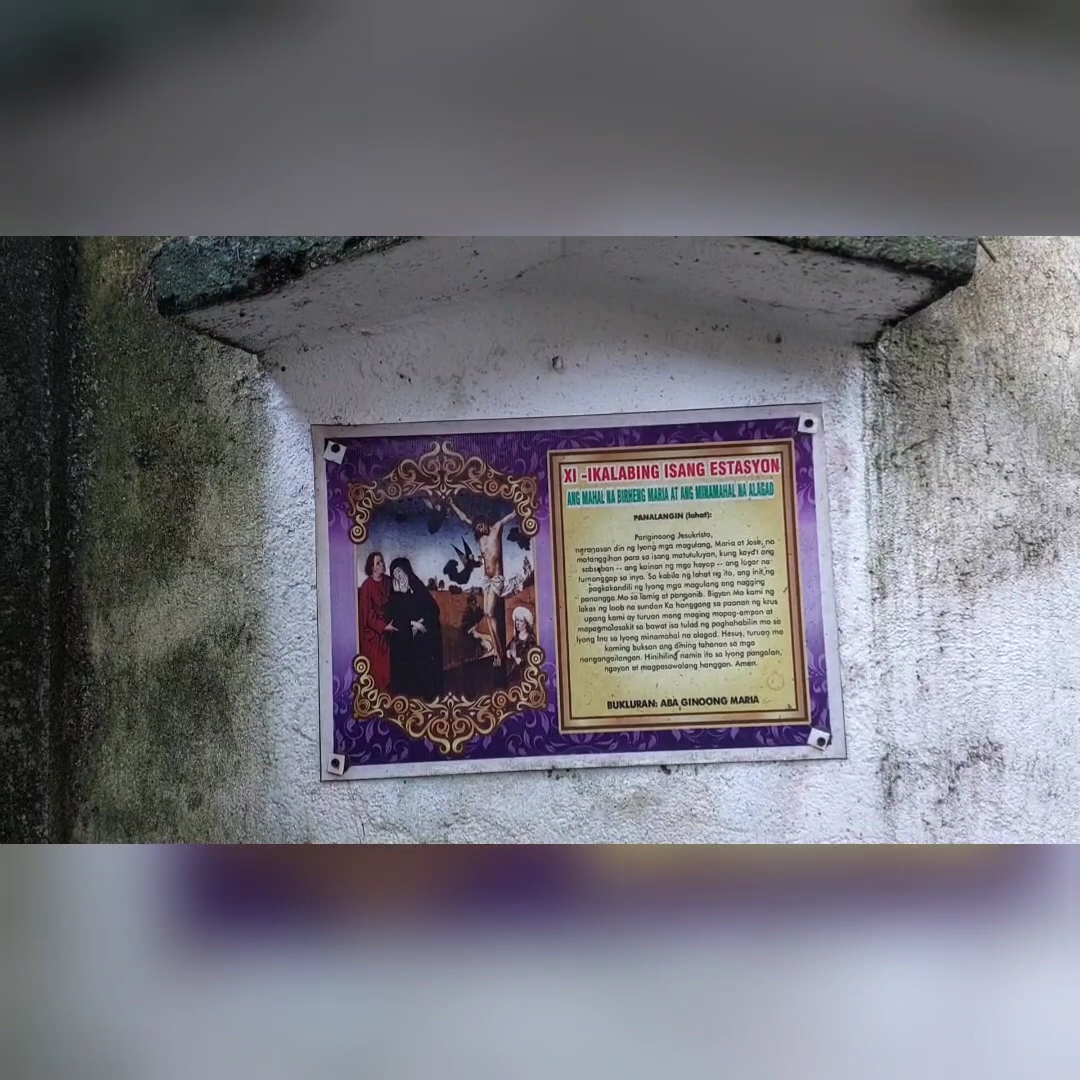 XI -IKALABING ISANG ESTASYON
ANG MAHAL NA BIRHENG MARIA AT ANG MINAMAHAL NA ALAGAD
PANALANGIN (lahat):
Panginoong Jesukristo,
naranasan din ng Iyong mga magulang, Maria at Jose, na
matanggihan para sa isang matutuluyan, kung kaya't ang
sabsaban -- ang kainan ng mga hayop -- ang lugar na
tumanggap sa inyo. Sa kabila ng lahat ng ito, ang init ng
pagkakandili ng Iyong mga magulang ang naging
panangga Mo sa lamig at panganib. Bigyan Mo kami ng
lakas ng loob na sundan Ka hanggang sa paanan ng krus
upang kami ay turuan mong maging mapag-ampon at
mapagmalasakit sa bawat isa tulad ng paghahabilin mo sa
Iyong Ina sa Iyong minamahal na alagad. Hesus, turuan mo
kaming buksan ang aming tahanan sa mga
nangangailangan. Hinihiling namin ito sa Iyong pangalan,
ngayon at magpasawalang hanggan. Amen.
BUKLURAN: ABA GINOONG MARIA